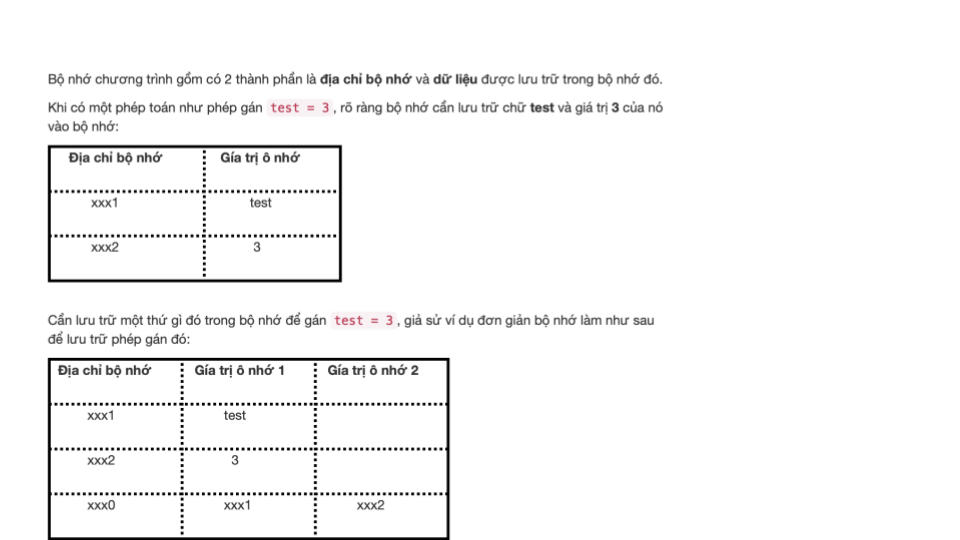 Bộ nhớ chương trình gồm có 2 thành phần là địa chỉ bộ nhớ và dữ liệu được lưu trữ trong bộ nhớ đó.
Khi có một phép toán như phép gán test = 3, rõ ràng bộ nhớ cần lưu trữ chữ test và giá trị 3 của nó
vào bộ nhớ:
Địa chỉ bộ nhớ Gía trị ô nhớ
xxx1 test
xxx2 3
Cần lưu trữ một thứ gì đó trong bộ nhớ để gán test = 3, giả sử ví dụ đơn giản bộ nhớ làm như sau
để lưu trữ phép gán đó:
Địa chỉ bộ nhớ Gía trị ô nhớ 1 Gía trị ô nhớ 2
xxx1 test
xxx2 3
xxx0 xxx1 xxx2